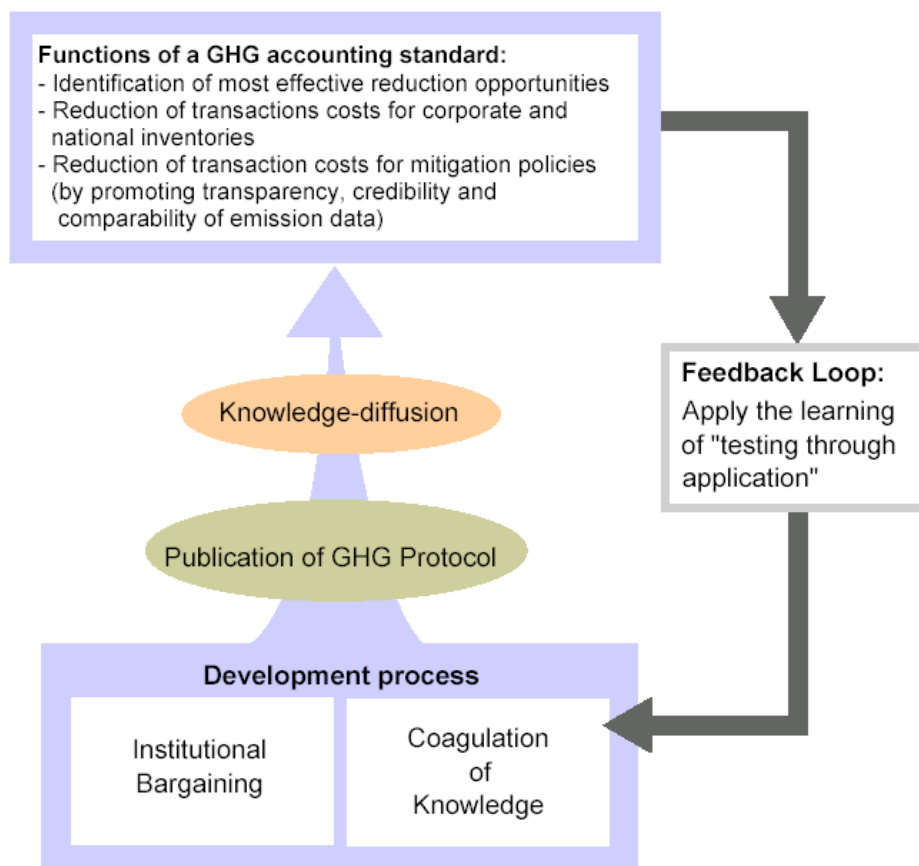 Functions of a GHG accounting standard:
- Identification of most effective reduction opportunities
- Reduction of transactions costs for corporate and
national inventories
- Reduction of transaction costs for mitigation policies
(by promoting transparency, credibility and
comparability of emission data)
Feedback Loop:
Apply the learning
of "testing through
application"
Knowledge-diffusion
Publication of GHG Protocol
Development process
Institutional
Bargaining
Coagulation
of
Knowledge